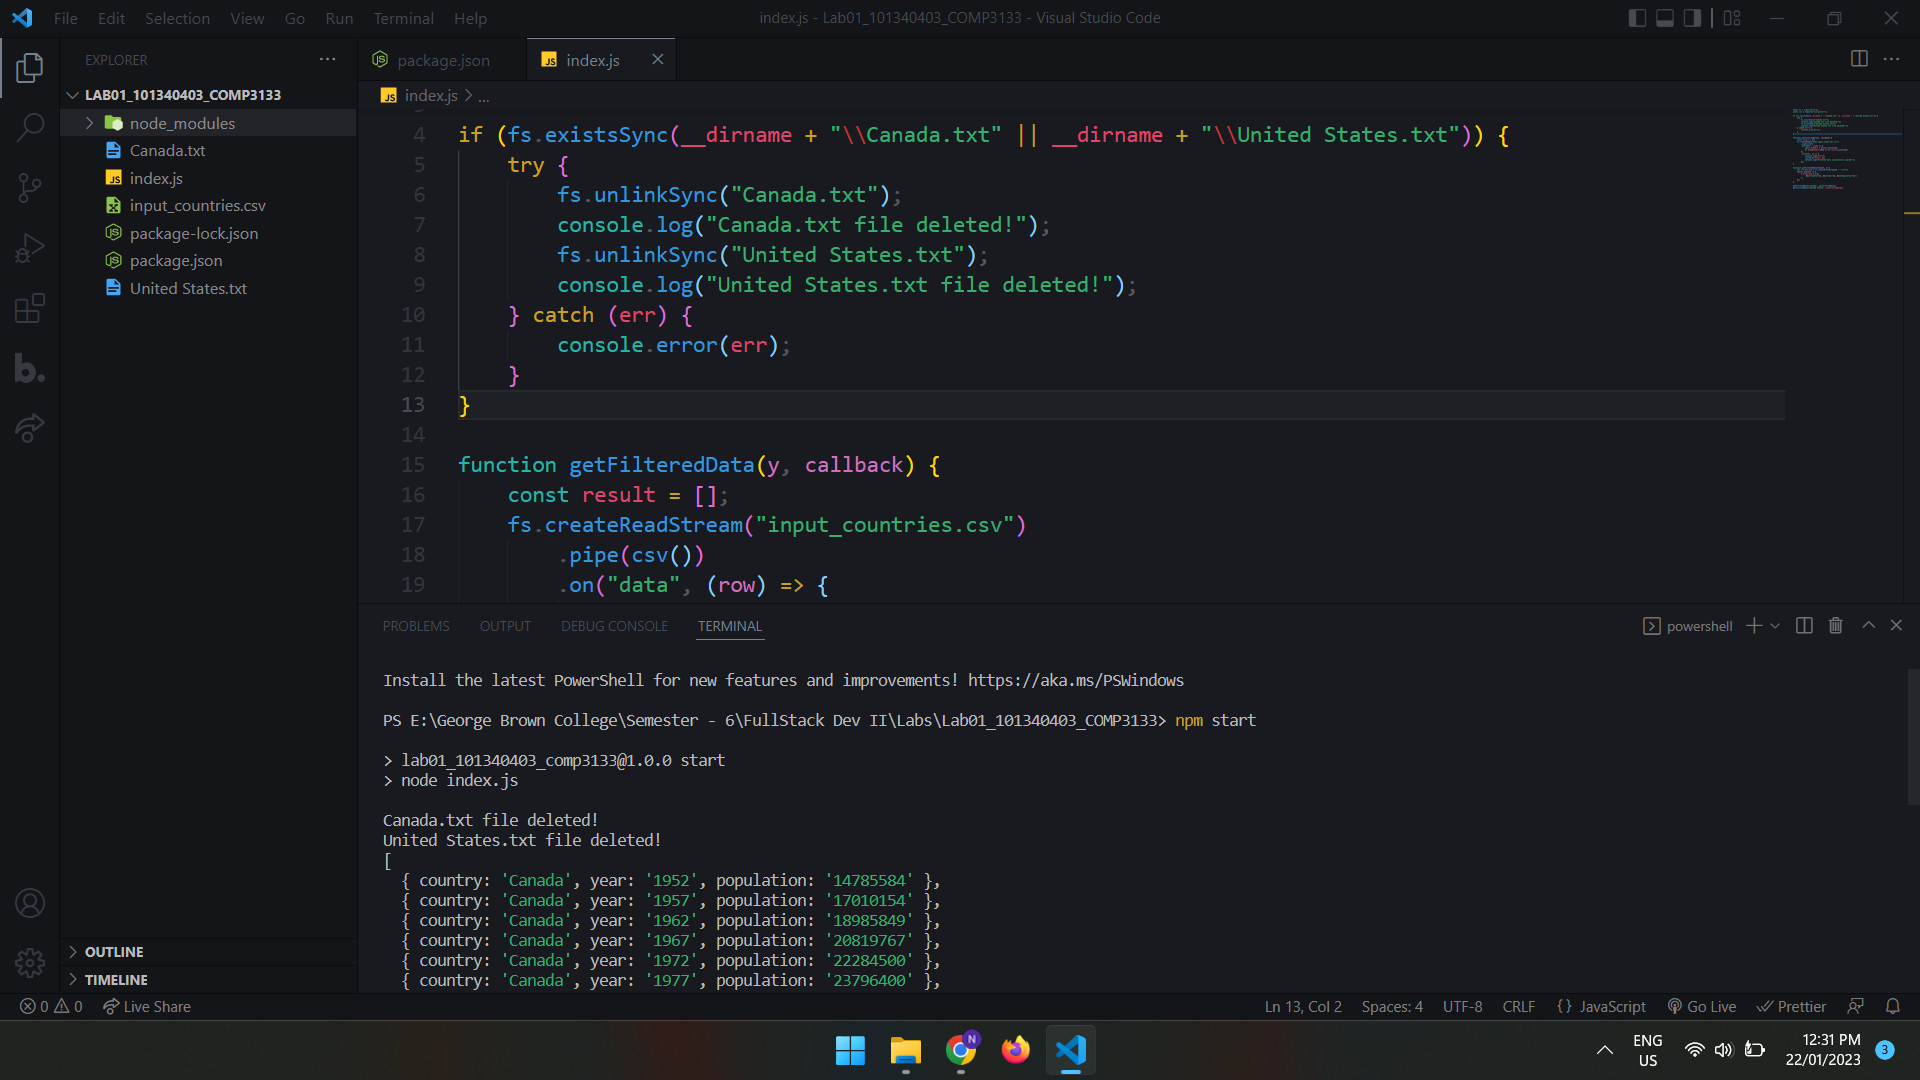 File Edit Selection View Go Run Terminal Help
index.js - Lab01_101340403_COMP3133 - Visual Studio Code
EXPLORER
LAB01_101340403_COMP3133
node_modules
Canada.txt
index.js
input_countries.csv
package-lock.json
package.json
United States.txt
OUTLINE
TIMELINE
package.json
index.js
index.js > ...
4 if (fs.existsSync(__dirname + "\\Canada.txt" || __dirname + "\\United States.txt")) {
5 try {
6 fs.unlinkSync("Canada.txt");
7 console.log("Canada.txt file deleted!");
8 fs.unlinkSync("United States.txt");
9 console.log("United States.txt file deleted!");
10 } catch (err) {
11 console.error(err);
12 }
13 }
14
15 function getFilteredData(y, callback) {
16 const result = [];
17 fs.createReadStream("input_countries.csv")
18 .pipe(csv())
19 .on("data", (row) => {
PROBLEMS OUTPUT DEBUG CONSOLE TERMINAL
powershell
Install the latest PowerShell for new features and improvements! https://aka.ms/PSWindows
PS E:\George Brown College\Semester - 6\FullStack Dev II\Labs\Lab01_101340403_COMP3133> npm start
> lab01_101340403_comp3133@1.0.0 start
> node index.js
Canada.txt file deleted!
United States.txt file deleted!
[
{ country: 'Canada', year: '1952', population: '14785584' },
{ country: 'Canada', year: '1957', population: '17010154' },
{ country: 'Canada', year: '1962', population: '18985849' },
{ country: 'Canada', year: '1967', population: '20819767' },
{ country: 'Canada', year: '1972', population: '22284500' },
{ country: 'Canada', year: '1977', population: '23796400' },
0 0 Live Share
Ln 13, Col 2 Spaces: 4 UTF-8 CRLF {} JavaScript Go Live Prettier
N
ENG
US
12:31 PM
22/01/2023
3